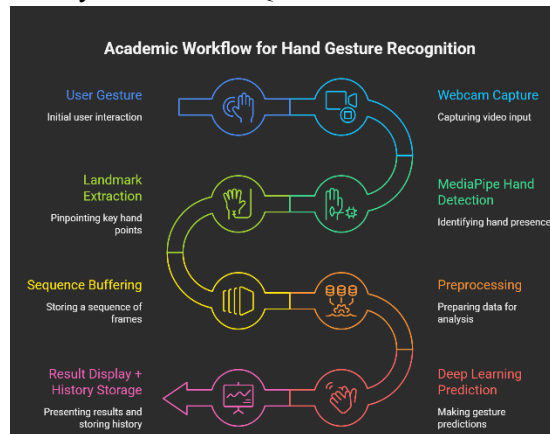 Academic Workflow for Hand Gesture Recognition
User Gesture
Initial user interaction
Webcam Capture
Capturing video input
Landmark
Extraction
Pinpointing key hand
points
MediaPipe Hand
Detection
Identifying hand presence
Sequence Buffering
Storing a sequence of
frames
Preprocessing
Preparing data for
analysis
Result Display +
History Storage
Presenting results and
storing history
Deep Learning
Prediction
Making gesture
predictions